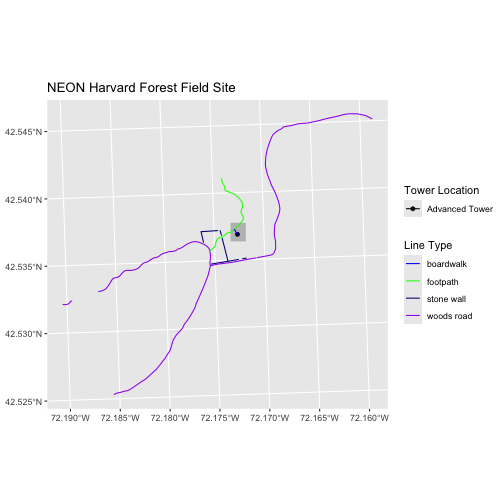 NEON Harvard Forest Field Site
42.545°N
42.540°N
42.535°N
42.530°N
42.525°N
72.190°W 72.185°W 72.180°W 72.175°W 72.170°W 72.165°W 72.160°W
Tower Location
Advanced Tower
Line Type
boardwalk
footpath
stone wall
woods road